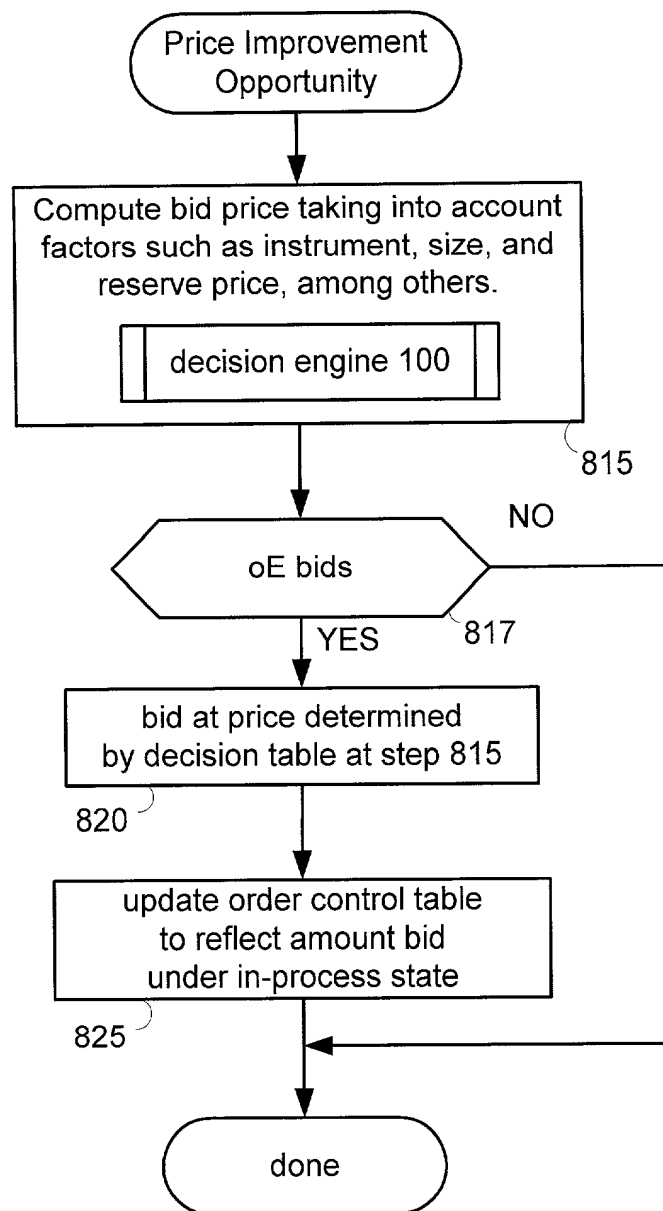 Price Improvement
Opportunity
Compute bid price taking into account
factors such as instrument, size, and
reserve price, among others.
decision engine 100
815
NO
oE bids
817
YES
bid at price determined
by decision table at step 815
820
update order control table
to reflect amount bid
under in-process state
825
done